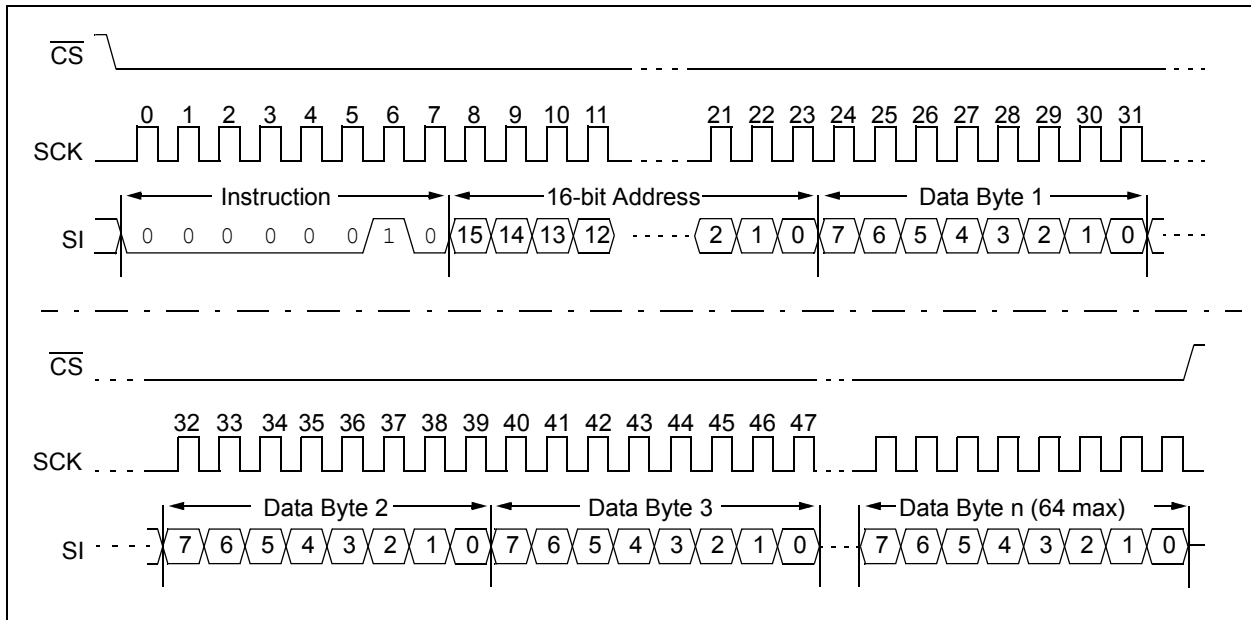 CS
0 1 2 3 4 5 6 7 8 9 10 11 21 22 23 24 25 26 27 28 29 30 31
SCK
Instruction 16-bit Address Data Byte 1
SI 0 0 0 0 0 0 1 0 15 14 13 12 2 1 0 7 6 5 4 3 2 1 0
CS
32 33 34 35 36 37 38 39 40 41 42 43 44 45 46 47
SCK
Data Byte 2 Data Byte 3 Data Byte n (64 max)
SI 7 6 5 4 3 2 1 0 7 6 5 4 3 2 1 0 7 6 5 4 3 2 1 0